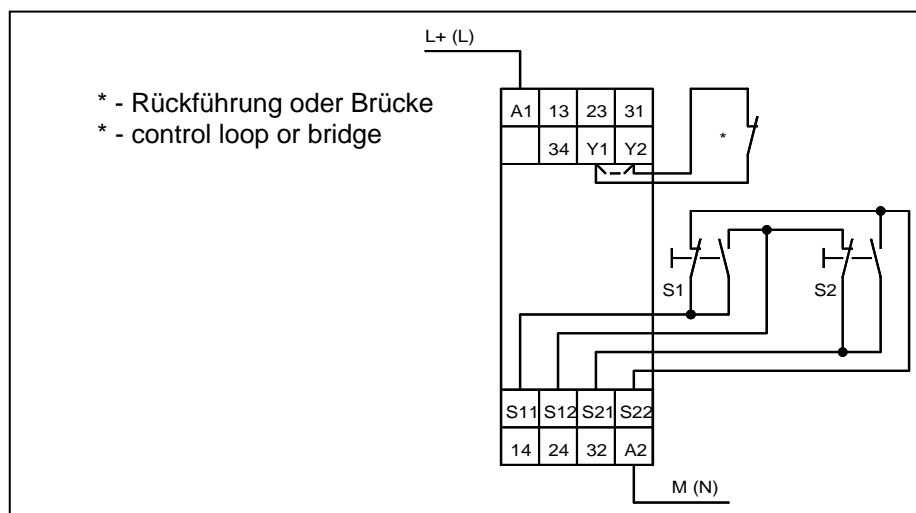 L+ (L)
* - Rückführung oder Brücke
* - control loop or bridge
A1 13 23 31
34 Y1 Y2
*
S1 S2
S11 S12 S21 S22
14 24 32 A2
M (N)